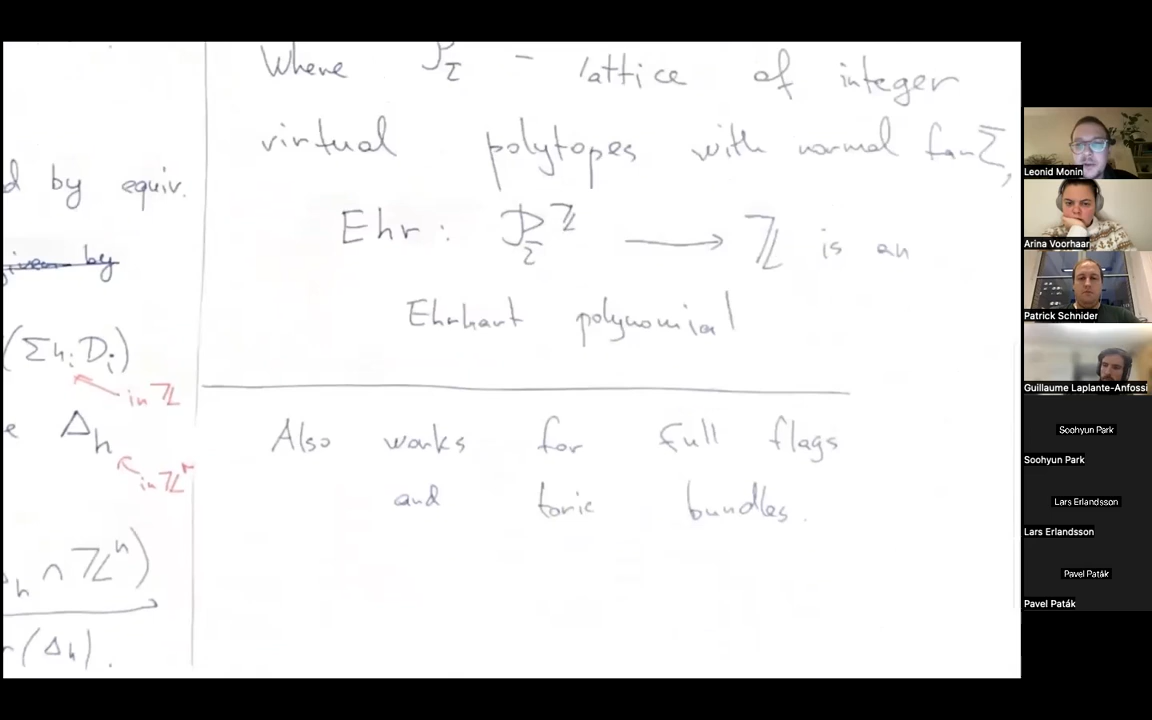 Where P_Σ - lattice of integer
virtual polytopes with normal fan Σ,
Ehr : P_Σ^ℤ ⟶ ℤ is an
Ehrhart polynomial
Also works for full flags
and toric bundles.
d by equiv.
given by
(Σ h_i D_i)
in ℤ
e Δ_h
in ℤ^r
Δ_h ∩ ℤ^n)
r(Δ_h).
Leonid Monin
Arina Voorhaar
Patrick Schnider
Guillaume Laplante-Anfossi
Soohyun Park
Soohyun Park
Lars Erlandsson
Lars Erlandsson
Pavel Paták
Pavel Paták